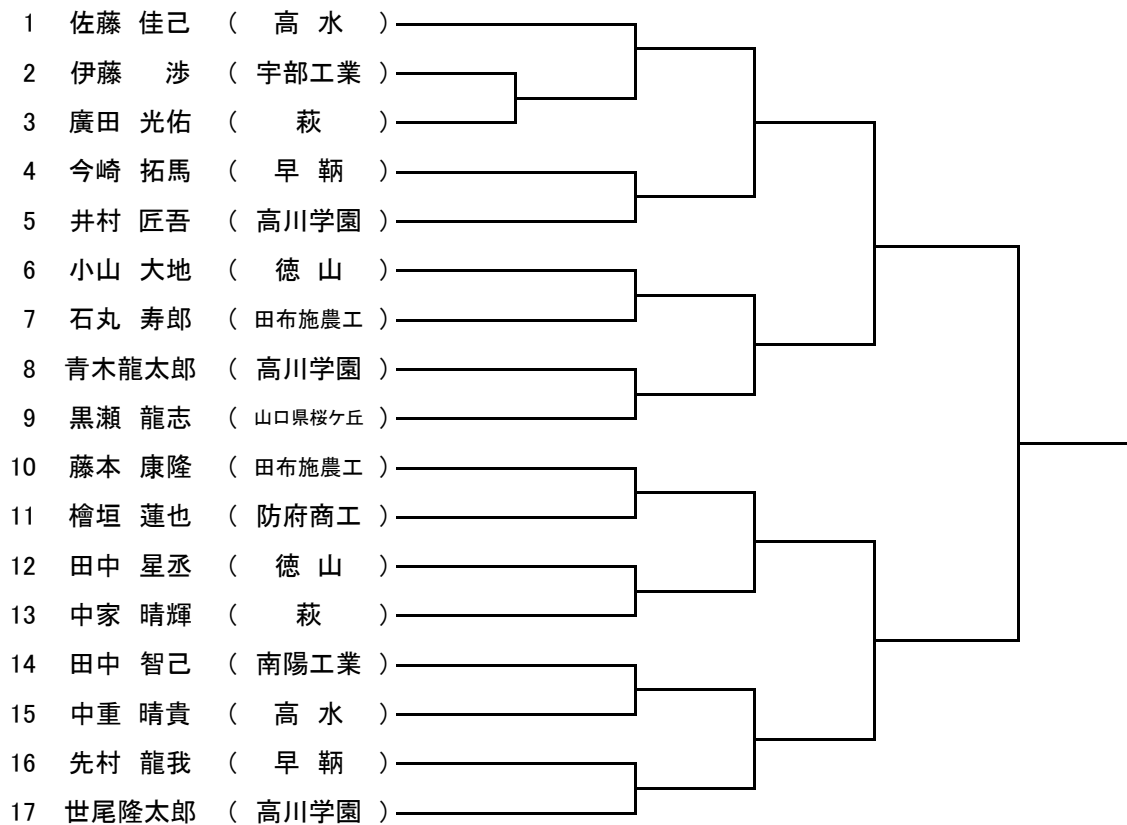 1 佐藤 佳己 ( 高 水 )
2 伊藤 渉 ( 宇部工業 )
3 廣田 光佑 ( 萩 )
4 今崎 拓馬 ( 早 鞆 )
5 井村 匠吾 ( 高川学園 )
6 小山 大地 ( 徳 山 )
7 石丸 寿郎 ( 田布施農工 )
8 青木龍太郎 ( 高川学園 )
9 黒瀬 龍志 ( 山口県桜ケ丘 )
10 藤本 康隆 ( 田布施農工 )
11 檜垣 蓮也 ( 防府商工 )
12 田中 星丞 ( 徳 山 )
13 中家 晴輝 ( 萩 )
14 田中 智己 ( 南陽工業 )
15 中重 晴貴 ( 高 水 )
16 先村 龍我 ( 早 鞆 )
17 世尾隆太郎 ( 高川学園 )